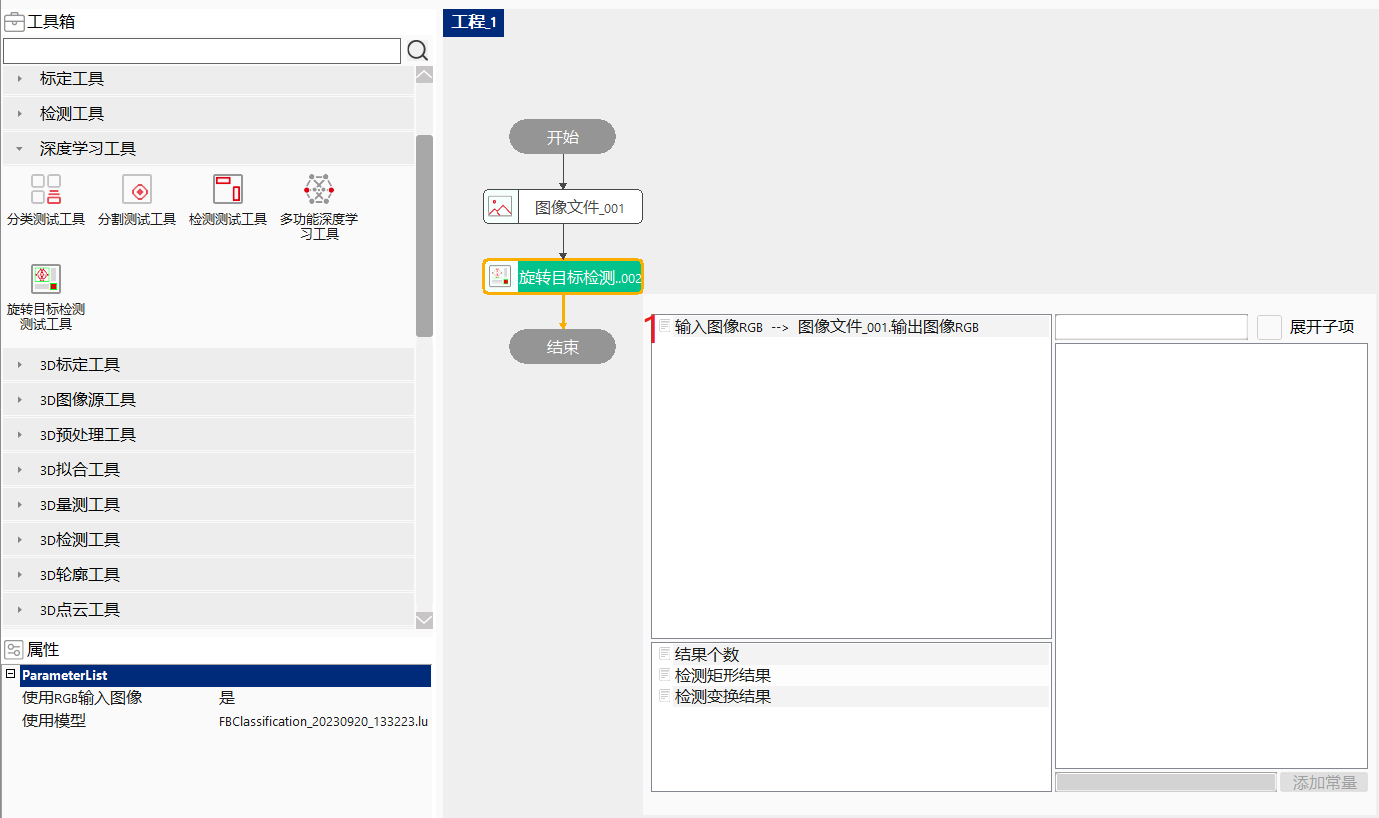 工具箱
标定工具
检测工具
深度学习工具
分类测试工具
分割测试工具
检测测试工具
多功能深度学
习工具
旋转目标检测
测试工具
3D标定工具
3D图像源工具
3D预处理工具
3D拟合工具
3D量测工具
3D检测工具
3D轮廓工具
3D点云工具
属性
ParameterList
使用RGB输入图像 是
使用模型 FBClassification_20230920_133223.lu
工程_1
开始
图像文件_001
旋转目标检测..002
结束
1
输入图像RGB --> 图像文件_001.输出图像RGB
展开子项
结果个数
检测矩形结果
检测变换结果
添加常量